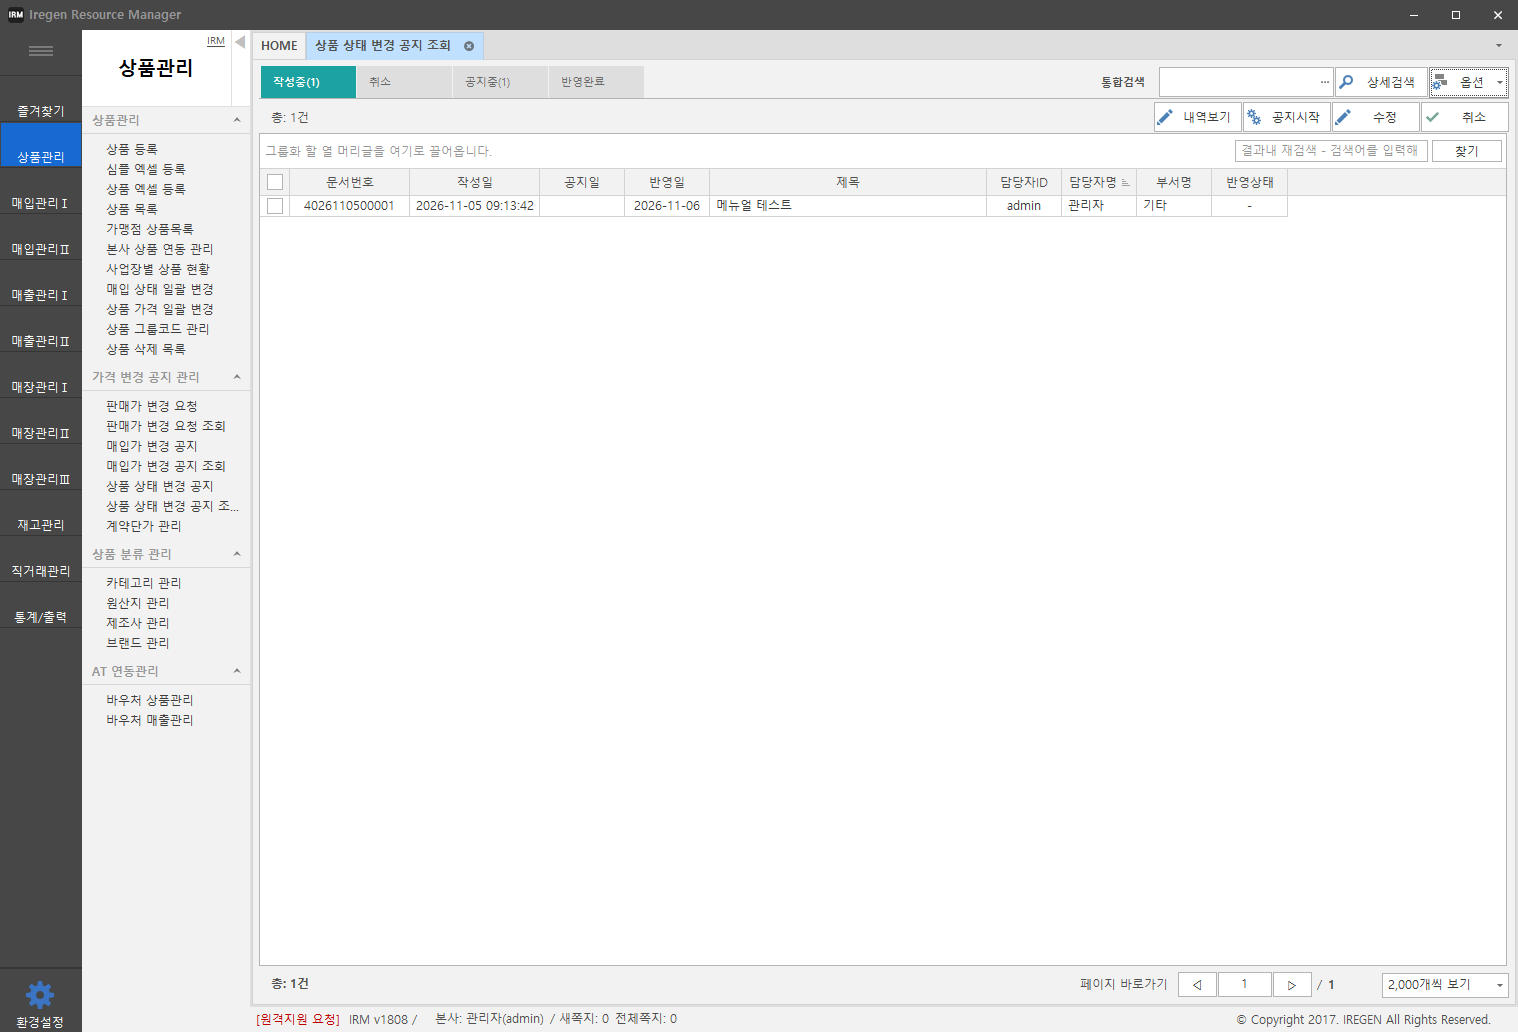 IRM Iregen Resource Manager
즐겨찾기
상품관리
매입관리Ⅰ
매입관리Ⅱ
매출관리Ⅰ
매출관리Ⅱ
매장관리Ⅰ
매장관리Ⅱ
매장관리Ⅲ
재고관리
직거래관리
통계/출력
환경설정
IRM
상품관리
상품관리
상품 등록
심플 엑셀 등록
상품 엑셀 등록
상품 목록
가맹점 상품목록
본사 상품 연동 관리
사업장별 상품 현황
매입 상태 일괄 변경
상품 가격 일괄 변경
상품 그룹코드 관리
상품 삭제 목록
가격 변경 공지 관리
판매가 변경 요청
판매가 변경 요청 조회
매입가 변경 공지
매입가 변경 공지 조회
상품 상태 변경 공지
상품 상태 변경 공지 조...
계약단가 관리
상품 분류 관리
카테고리 관리
원산지 관리
제조사 관리
브랜드 관리
AT 연동관리
바우처 상품관리
바우처 매출관리
HOME 상품 상태 변경 공지 조회
작성중(1) 취소 공지중(1) 반영완료 통합검색 ... 상세검색 옵션
총: 1건 내역보기 공지시작 수정 취소
그룹화 할 열 머리글을 여기로 끌어옵니다. 결과내 재검색 - 검색어를 입력해 찾기
문서번호 작성일 공지일 반영일 제목 담당자ID 담당자명 부서명 반영상태
4026110500001 2026-11-05 09:13:42 2026-11-06 메뉴얼 테스트 admin 관리자 기타 -
총: 1건 페이지 바로가기 1 / 1 2,000개씩 보기
[원격지원 요청] IRM v1808 / 본사: 관리자(admin) / 새쪽지: 0 전체쪽지: 0 © Copyright 2017. IREGEN All Rights Reserved.